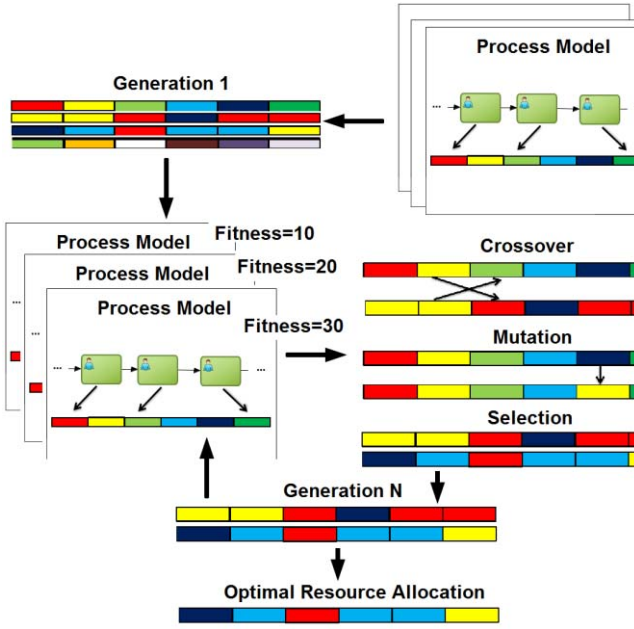 Process Model
Generation 1
...
Process Model
Fitness=10
Process Model
Fitness=20
Process Model
Fitness=30
...
...
...
...
Crossover
Mutation
Selection
Generation N
Optimal Resource Allocation